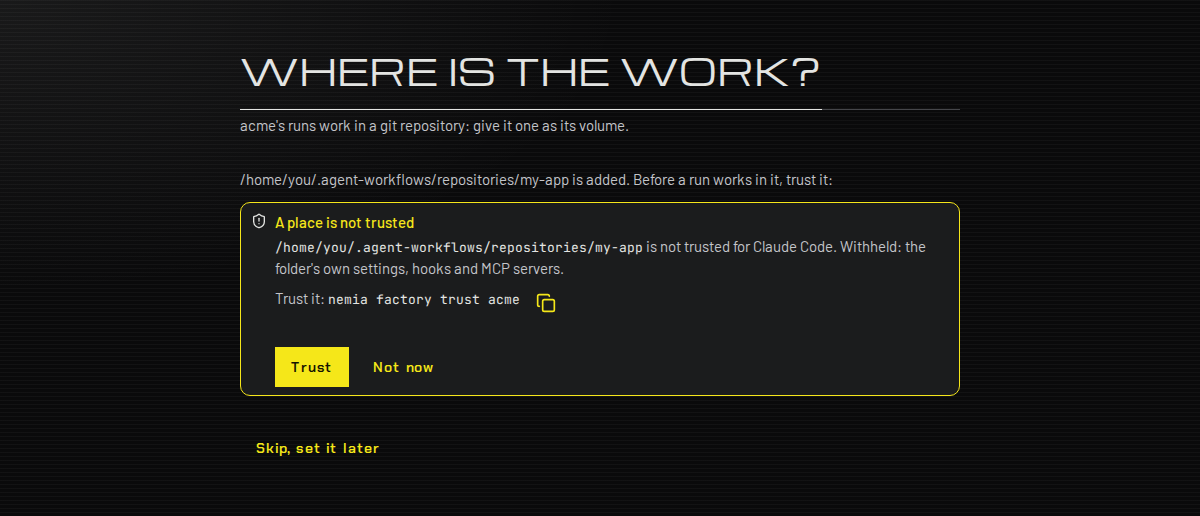 WHERE IS THE WORK?
acme's runs work in a git repository: give it one as its volume.
/home/you/.agent-workflows/repositories/my-app is added. Before a run works in it, trust it:
A place is not trusted
/home/you/.agent-workflows/repositories/my-app is not trusted for Claude Code. Withheld: the
folder's own settings, hooks and MCP servers.
Trust it: nemia factory trust acme
Trust Not now
Skip, set it later